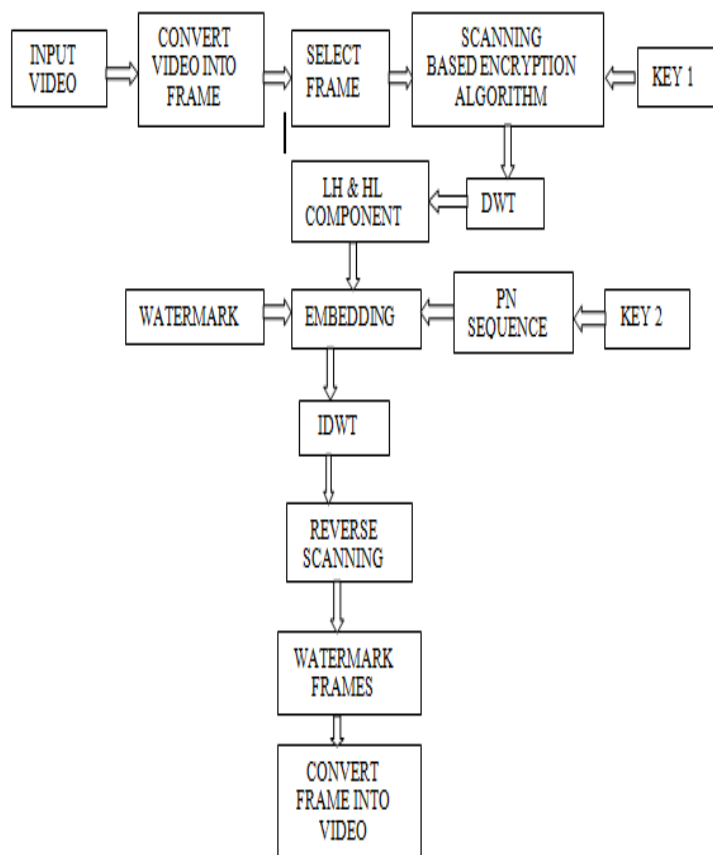 INPUT
VIDEO
CONVERT
VIDEO INTO
FRAME
SELECT
FRAME
SCANNING
BASED ENCRYPTION
ALGORITHM
KEY 1
LH & HL
COMPONENT
DWT
WATERMARK
EMBEDDING
PN
SEQUENCE
KEY 2
IDWT
REVERSE
SCANNING
WATERMARK
FRAMES
CONVERT
FRAME INTO
VIDEO